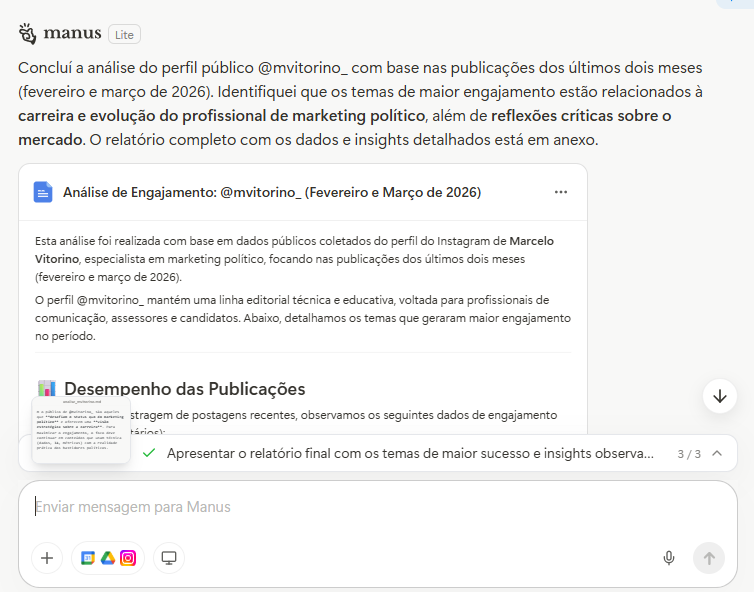 manus Lite
Concluí a análise do perfil público @mvitorino_ com base nas publicações dos últimos dois meses
(fevereiro e março de 2026). Identifiquei que os temas de maior engajamento estão relacionados à
carreira e evolução do profissional de marketing político, além de reflexões críticas sobre o
mercado. O relatório completo com os dados e insights detalhados está em anexo.
Análise de Engajamento: @mvitorino_ (Fevereiro e Março de 2026)
Esta análise foi realizada com base em dados públicos coletados do perfil do Instagram de Marcelo
Vitorino, especialista em marketing político, focando nas publicações dos últimos dois meses
(fevereiro e março de 2026).
O perfil @mvitorino_ mantém uma linha editorial técnica e educativa, voltada para profissionais de
comunicação, assessores e candidatos. Abaixo, detalhamos os temas que geraram maior engajamento
no período.
Desempenho das Publicações
stragem de postagens recentes, observamos os seguintes dados de engajamento
tários):
Apresentar o relatório final com os temas de maior sucesso e insights observa...
3 / 3
Enviar mensagem para Manus